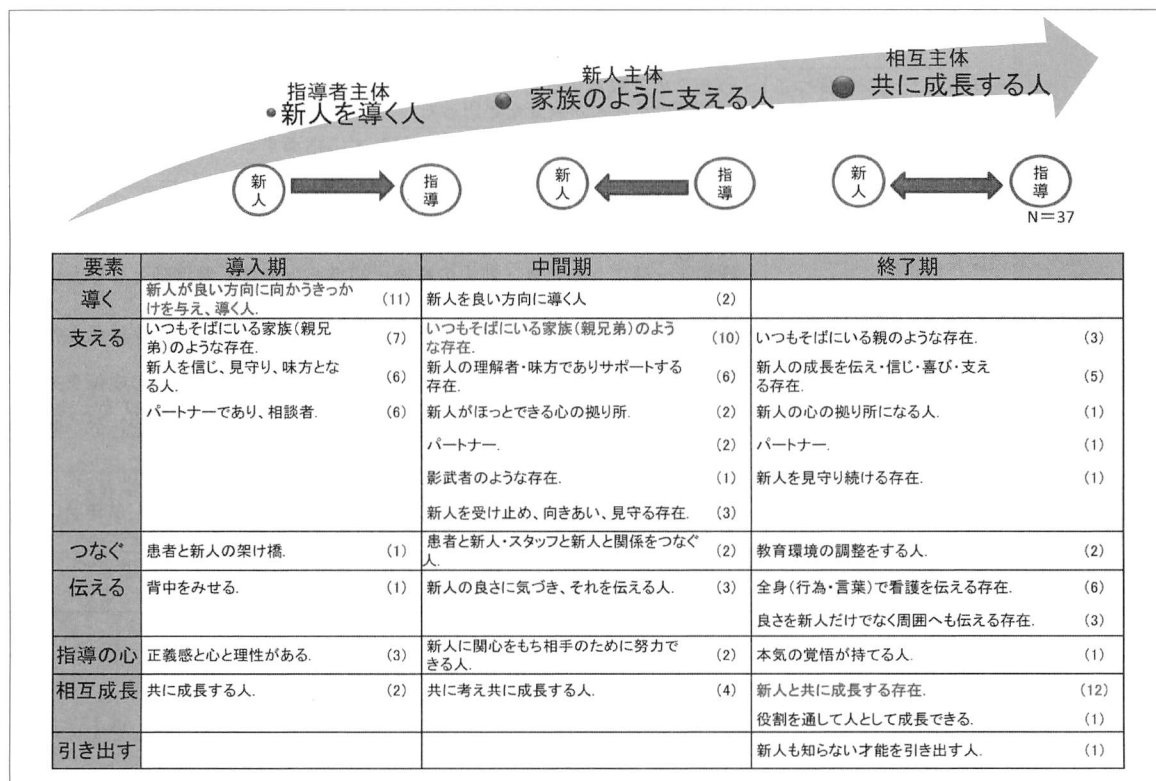 指導者主体
新人を導く人
新人主体
家族のように支える人
相互主体
共に成長する人
新人
指導
新人
指導
新人
指導
N＝37
要素 導入期 中間期 終了期
導く 新人が良い方向に向かうきっか (11) 新人を良い方向に導く人 (2)
けを与え、導く人.
支える いつもそばにいる家族（親兄 (7) いつもそばにいる家族（親兄弟）のよう (10) いつもそばにいる親のような存在. (3)
弟）のような存在. な存在.
新人を信じ、見守り、味方とな (6) 新人の理解者・味方でありサポートする (6) 新人の成長を伝え・信じ・喜び・支え (5)
る人. 存在. る存在.
パートナーであり、相談者. (6) 新人がほっとできる心の拠り所. (2) 新人の心の拠り所になる人. (1)
パートナー. (2) パートナー. (1)
影武者のような存在. (1) 新人を見守り続ける存在. (1)
新人を受け止め、向きあい、見守る存在. (3)
つなぐ 患者と新人の架け橋. (1) 患者と新人・スタッフと新人と関係をつなぐ (2) 教育環境の調整をする人. (2)
人.
伝える 背中をみせる. (1) 新人の良さに気づき、それを伝える人. (3) 全身（行為・言葉）で看護を伝える存在. (6)
良さを新人だけでなく周囲へも伝える存在. (3)
指導の心 正義感と心と理性がある. (3) 新人に関心をもち相手のために努力で (2) 本気の覚悟が持てる人. (1)
きる人.
相互成長 共に成長する人. (2) 共に考え共に成長する人. (4) 新人と共に成長する存在. (12)
役割を通して人として成長できる. (1)
引き出す 新人も知らない才能を引き出す人. (1)